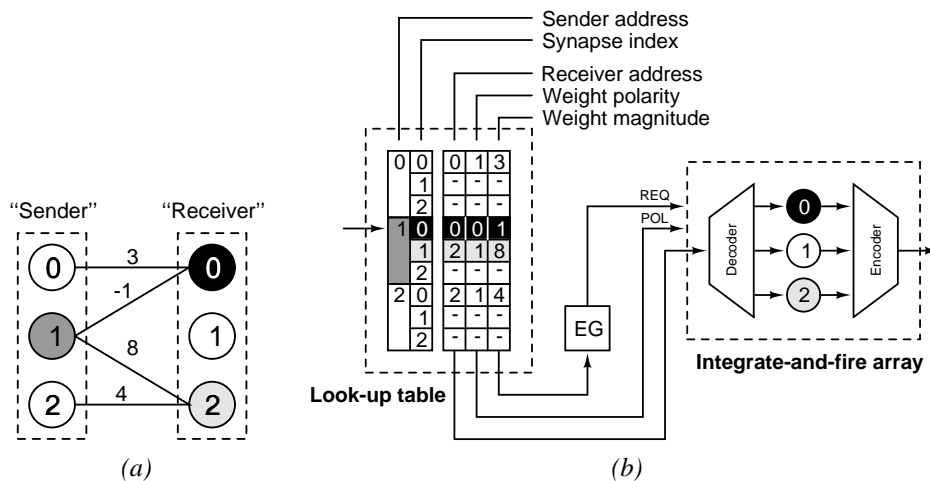 Sender address
Synapse index
Receiver address
Weight polarity
Weight magnitude
"Sender"
"Receiver"
0
1
2
3
-1
8
4
0
1
2
(a)
0 0 0 1 3
1 - - -
2 - - -
1 0 0 0 1
1 2 1 8
2 - - -
2 0 2 1 4
1 - - -
2 - - -
Look-up table
EG
REQ
POL
Decoder
0
1
2
Encoder
Integrate-and-fire array
(b)